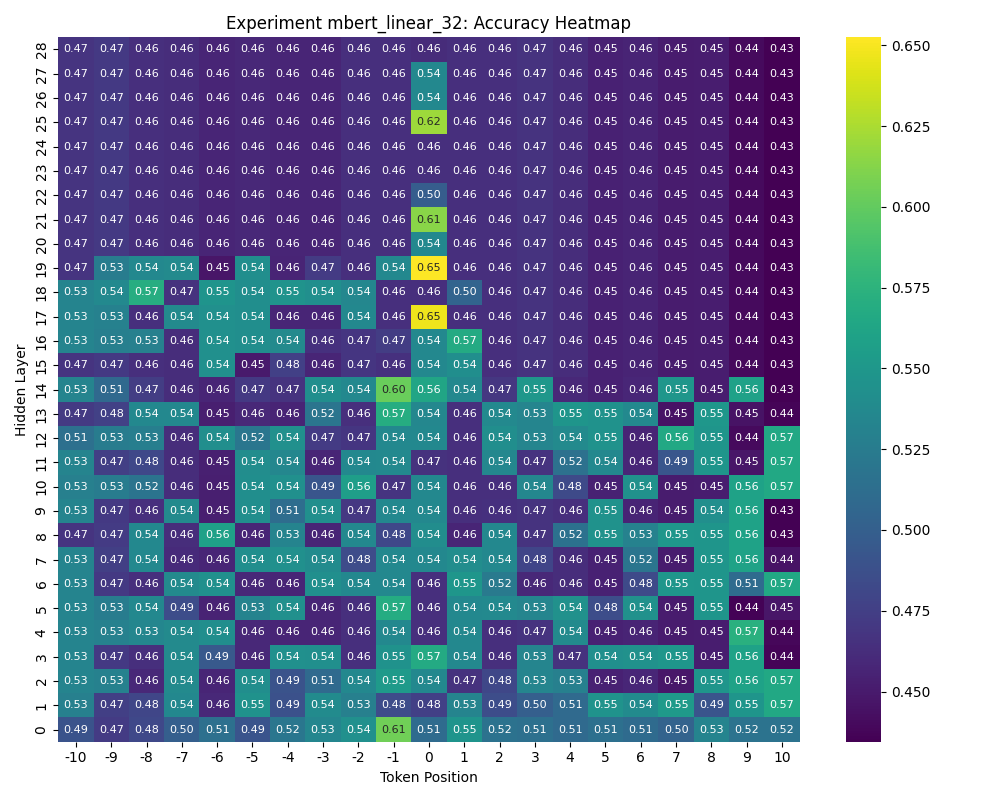 Experiment mbert_linear_32: Accuracy Heatmap
28 0.47 0.47 0.46 0.46 0.46 0.46 0.46 0.46 0.46 0.46 0.46 0.46 0.46 0.47 0.46 0.45 0.46 0.45 0.45 0.44 0.43
27 0.47 0.47 0.46 0.46 0.46 0.46 0.46 0.46 0.46 0.46 0.54 0.46 0.46 0.47 0.46 0.45 0.46 0.45 0.45 0.44 0.43
26 0.47 0.47 0.46 0.46 0.46 0.46 0.46 0.46 0.46 0.46 0.54 0.46 0.46 0.47 0.46 0.45 0.46 0.45 0.45 0.44 0.43
25 0.47 0.47 0.46 0.46 0.46 0.46 0.46 0.46 0.46 0.46 0.62 0.46 0.46 0.47 0.46 0.45 0.46 0.45 0.45 0.44 0.43
24 0.47 0.47 0.46 0.46 0.46 0.46 0.46 0.46 0.46 0.46 0.46 0.46 0.46 0.47 0.46 0.45 0.46 0.45 0.45 0.44 0.43
23 0.47 0.47 0.46 0.46 0.46 0.46 0.46 0.46 0.46 0.46 0.46 0.46 0.46 0.47 0.46 0.45 0.46 0.45 0.45 0.44 0.43
22 0.47 0.47 0.46 0.46 0.46 0.46 0.46 0.46 0.46 0.46 0.50 0.46 0.46 0.47 0.46 0.45 0.46 0.45 0.45 0.44 0.43
21 0.47 0.47 0.46 0.46 0.46 0.46 0.46 0.46 0.46 0.46 0.61 0.46 0.46 0.47 0.46 0.45 0.46 0.45 0.45 0.44 0.43
20 0.47 0.47 0.46 0.46 0.46 0.46 0.46 0.46 0.46 0.46 0.54 0.46 0.46 0.47 0.46 0.45 0.46 0.45 0.45 0.44 0.43
19 0.47 0.53 0.54 0.54 0.45 0.54 0.46 0.47 0.46 0.54 0.65 0.46 0.46 0.47 0.46 0.45 0.46 0.45 0.45 0.44 0.43
18 0.53 0.54 0.57 0.47 0.55 0.54 0.55 0.54 0.54 0.46 0.46 0.50 0.46 0.47 0.46 0.45 0.46 0.45 0.45 0.44 0.43
17 0.53 0.53 0.46 0.54 0.54 0.54 0.46 0.46 0.54 0.46 0.65 0.46 0.46 0.47 0.46 0.45 0.46 0.45 0.45 0.44 0.43
16 0.53 0.53 0.53 0.46 0.54 0.54 0.54 0.46 0.47 0.47 0.54 0.57 0.46 0.47 0.46 0.45 0.46 0.45 0.45 0.44 0.43
15 0.47 0.47 0.46 0.46 0.54 0.45 0.48 0.46 0.47 0.46 0.54 0.54 0.46 0.47 0.46 0.45 0.46 0.45 0.45 0.44 0.43
14 0.53 0.51 0.47 0.46 0.46 0.47 0.47 0.54 0.54 0.60 0.56 0.54 0.47 0.55 0.46 0.45 0.46 0.55 0.45 0.56 0.43
13 0.47 0.48 0.54 0.54 0.45 0.46 0.46 0.52 0.46 0.57 0.54 0.46 0.54 0.53 0.55 0.55 0.54 0.45 0.55 0.45 0.44
12 0.51 0.53 0.53 0.46 0.54 0.52 0.54 0.47 0.47 0.54 0.54 0.46 0.54 0.53 0.54 0.55 0.46 0.56 0.55 0.44 0.57
11 0.53 0.47 0.48 0.46 0.45 0.54 0.54 0.46 0.54 0.54 0.47 0.46 0.54 0.47 0.52 0.54 0.46 0.49 0.55 0.45 0.57
10 0.53 0.53 0.52 0.46 0.45 0.54 0.54 0.49 0.56 0.47 0.54 0.46 0.46 0.54 0.48 0.45 0.54 0.45 0.45 0.56 0.57
9 0.53 0.47 0.46 0.54 0.45 0.54 0.51 0.54 0.47 0.54 0.54 0.46 0.46 0.47 0.46 0.55 0.46 0.45 0.54 0.56 0.43
8 0.47 0.47 0.54 0.46 0.56 0.46 0.53 0.46 0.54 0.48 0.54 0.46 0.54 0.47 0.52 0.55 0.53 0.55 0.55 0.56 0.43
7 0.53 0.47 0.54 0.46 0.46 0.54 0.54 0.54 0.48 0.54 0.54 0.54 0.54 0.48 0.46 0.45 0.52 0.45 0.55 0.56 0.44
6 0.53 0.47 0.46 0.54 0.54 0.46 0.46 0.54 0.54 0.54 0.46 0.55 0.52 0.46 0.46 0.45 0.48 0.55 0.55 0.51 0.57
5 0.53 0.53 0.54 0.49 0.46 0.53 0.54 0.46 0.46 0.57 0.46 0.54 0.54 0.53 0.54 0.48 0.54 0.45 0.55 0.44 0.45
4 0.53 0.53 0.53 0.54 0.54 0.46 0.46 0.46 0.46 0.54 0.46 0.54 0.46 0.47 0.54 0.45 0.46 0.45 0.45 0.57 0.44
3 0.53 0.47 0.46 0.54 0.49 0.46 0.54 0.54 0.46 0.55 0.57 0.54 0.46 0.53 0.47 0.54 0.54 0.55 0.45 0.56 0.44
2 0.53 0.53 0.46 0.54 0.46 0.54 0.49 0.51 0.54 0.55 0.54 0.47 0.48 0.53 0.53 0.45 0.46 0.45 0.55 0.56 0.57
1 0.53 0.47 0.48 0.54 0.46 0.55 0.49 0.54 0.53 0.48 0.48 0.53 0.49 0.50 0.51 0.55 0.54 0.55 0.49 0.55 0.57
0 0.49 0.47 0.48 0.50 0.51 0.49 0.52 0.53 0.54 0.61 0.51 0.55 0.52 0.51 0.51 0.51 0.51 0.50 0.53 0.52 0.52
-10 -9 -8 -7 -6 -5 -4 -3 -2 -1 0 1 2 3 4 5 6 7 8 9 10
Token Position
Hidden Layer
0.650
0.625
0.600
0.575
0.550
0.525
0.500
0.475
0.450